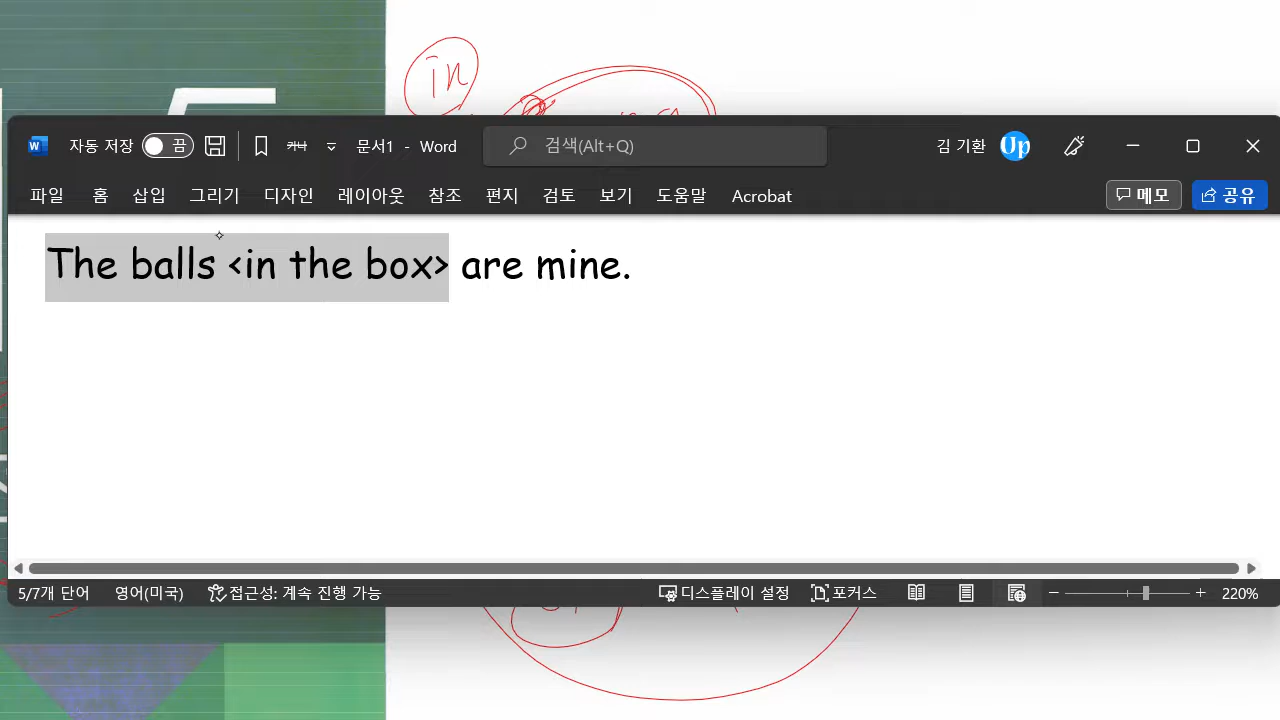 in
자동 저장 끔 가나 문서1 - Word 검색(Alt+Q) 김 기환 Up
파일 홈 삽입 그리기 디자인 레이아웃 참조 편지 검토 보기 도움말 Acrobat 메모 공유
The balls <in the box> are mine.
5/7개 단어 영어(미국) 접근성: 계속 진행 가능 디스플레이 설정 포커스 220%